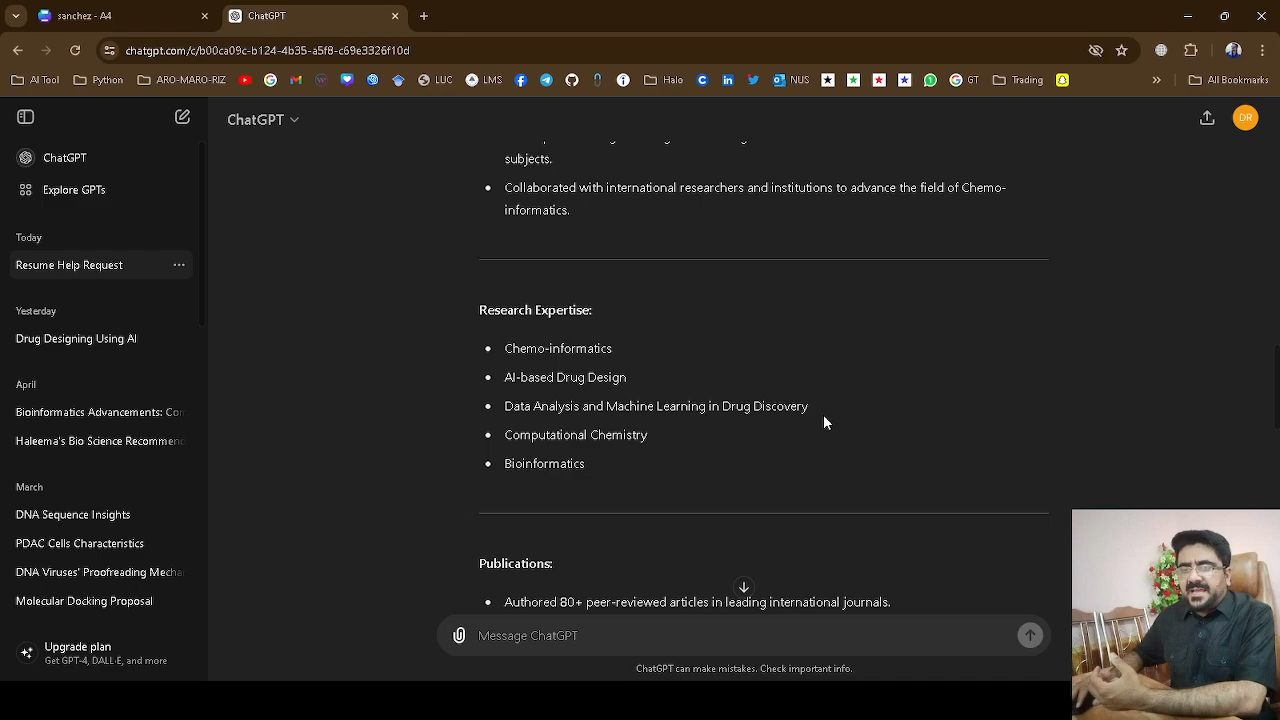 sanchez - A4
ChatGPT
chatgpt.com/c/b00ca09c-b124-4b35-a5f8-c69e3326f10d
AI Tool
Python
ARO-MARO-RIZ
LUC
LMS
Halo
NUS
GT
Trading
All Bookmarks
ChatGPT
DR
ChatGPT
Explore GPTs
Today
Resume Help Request
Yesterday
Drug Designing Using AI
April
Bioinformatics Advancements: Con
Haleema's Bio Science Recommend
March
DNA Sequence Insights
PDAC Cells Characteristics
DNA Viruses' Proofreading Mecha
Molecular Docking Proposal
Upgrade plan
Get GPT-4, DALL·E, and more
subjects.
Collaborated with international researchers and institutions to advance the field of Chemo-
informatics.
Research Expertise:
Chemo-informatics
AI-based Drug Design
Data Analysis and Machine Learning in Drug Discovery
Computational Chemistry
Bioinformatics
Publications:
Authored 80+ peer-reviewed articles in leading international journals.
Message ChatGPT
ChatGPT can make mistakes. Check important info.